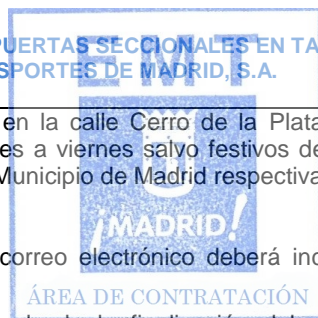 PUERTAS SECCIONALES EN TA
SPORTES DE MADRID, S.A.
EMT
en la calle Cerro de la Plata
es a viernes salvo festivos de
Municipio de Madrid respectiva
¡MADRID!
correo electrónico deberá inc
ÁREA DE CONTRATACIÓN